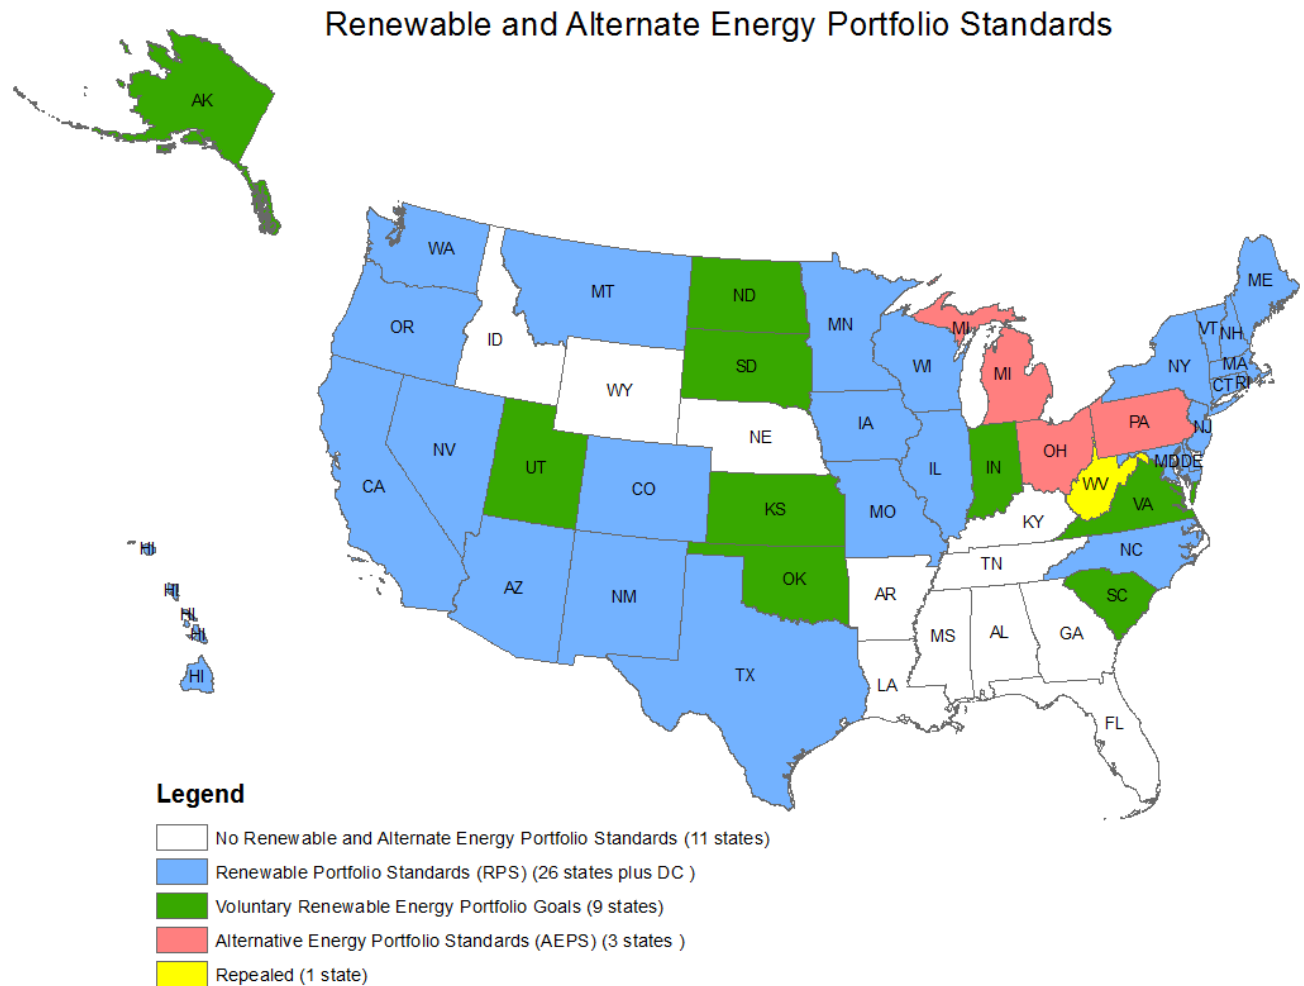 Renewable and Alternate Energy Portfolio Standards
AK
WA
MT
ND
MN
ME
OR
ID
SD
WI
MI
MI
VT
NH
NY
MA
CT
RI
WY
NE
IA
PA
NJ
NV
UT
CO
IL
IN
OH
MD
DE
WV
CA
KS
MO
KY
VA
HI
HI
HI
HI
HI
AZ
NM
OK
AR
TN
NC
SC
MS
AL
GA
TX
LA
FL
Legend
No Renewable and Alternate Energy Portfolio Standards (11 states)
Renewable Portfolio Standards (RPS) (26 states plus DC )
Voluntary Renewable Energy Portfolio Goals (9 states)
Alternative Energy Portfolio Standards (AEPS) (3 states )
Repealed (1 state)